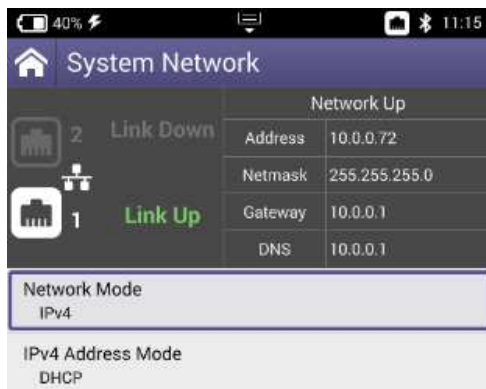 40% 11:15
System Network
Network Up
2 Link Down
Address 10.0.0.72
Netmask 255.255.255.0
1 Link Up
Gateway 10.0.0.1
DNS 10.0.0.1
Network Mode
IPv4
IPv4 Address Mode
DHCP